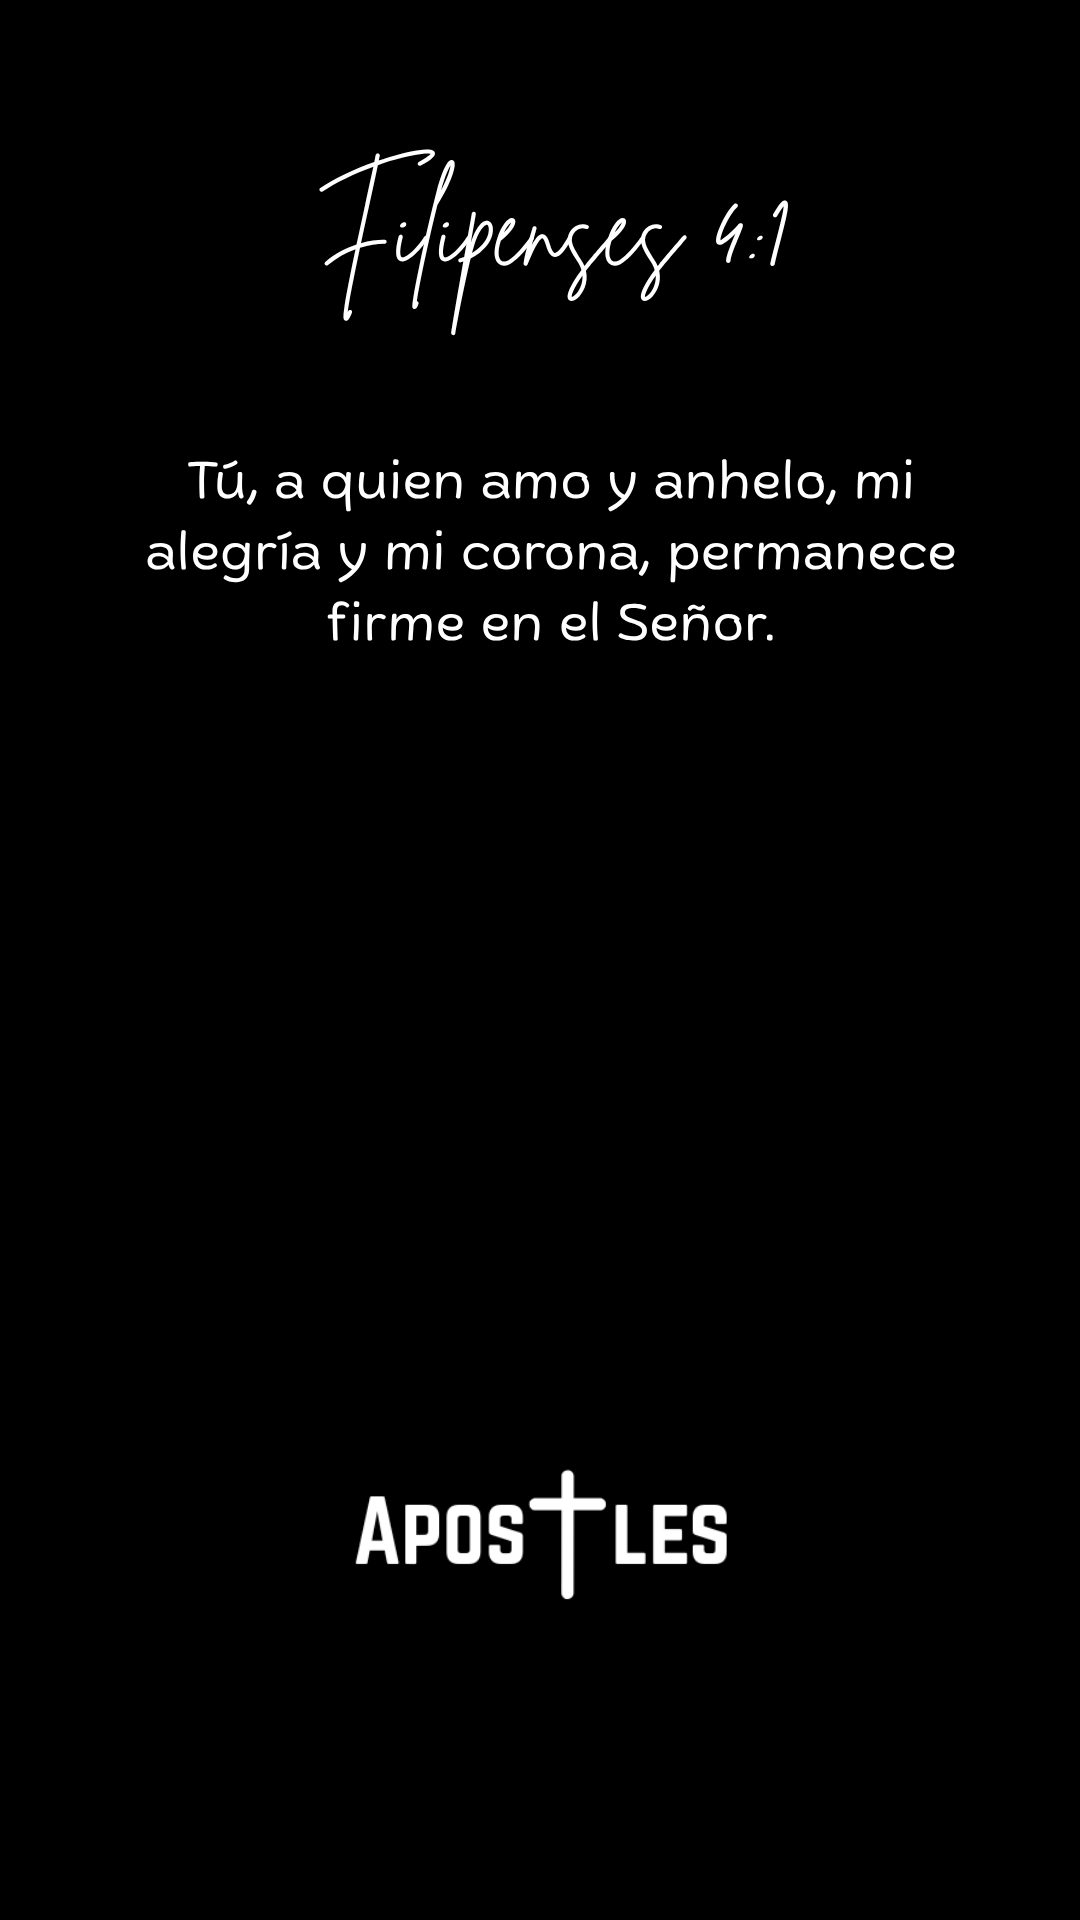 Filipenses 4:1
Tú, a quien amo y anhelo, mi
alegría y mi corona, permanece
firme en el Señor.
APOSTLES